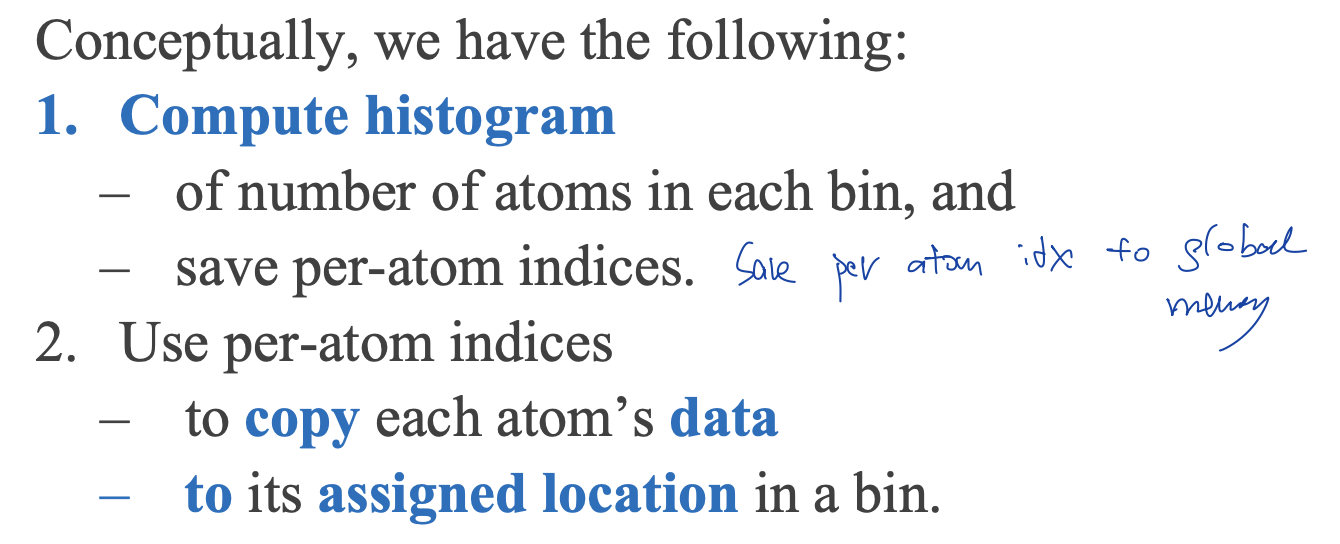 Conceptually, we have the following:
1. Compute histogram
– of number of atoms in each bin, and
– save per-atom indices. Save per atom idx to global
memory
2. Use per-atom indices
– to copy each atom’s data
– to its assigned location in a bin.